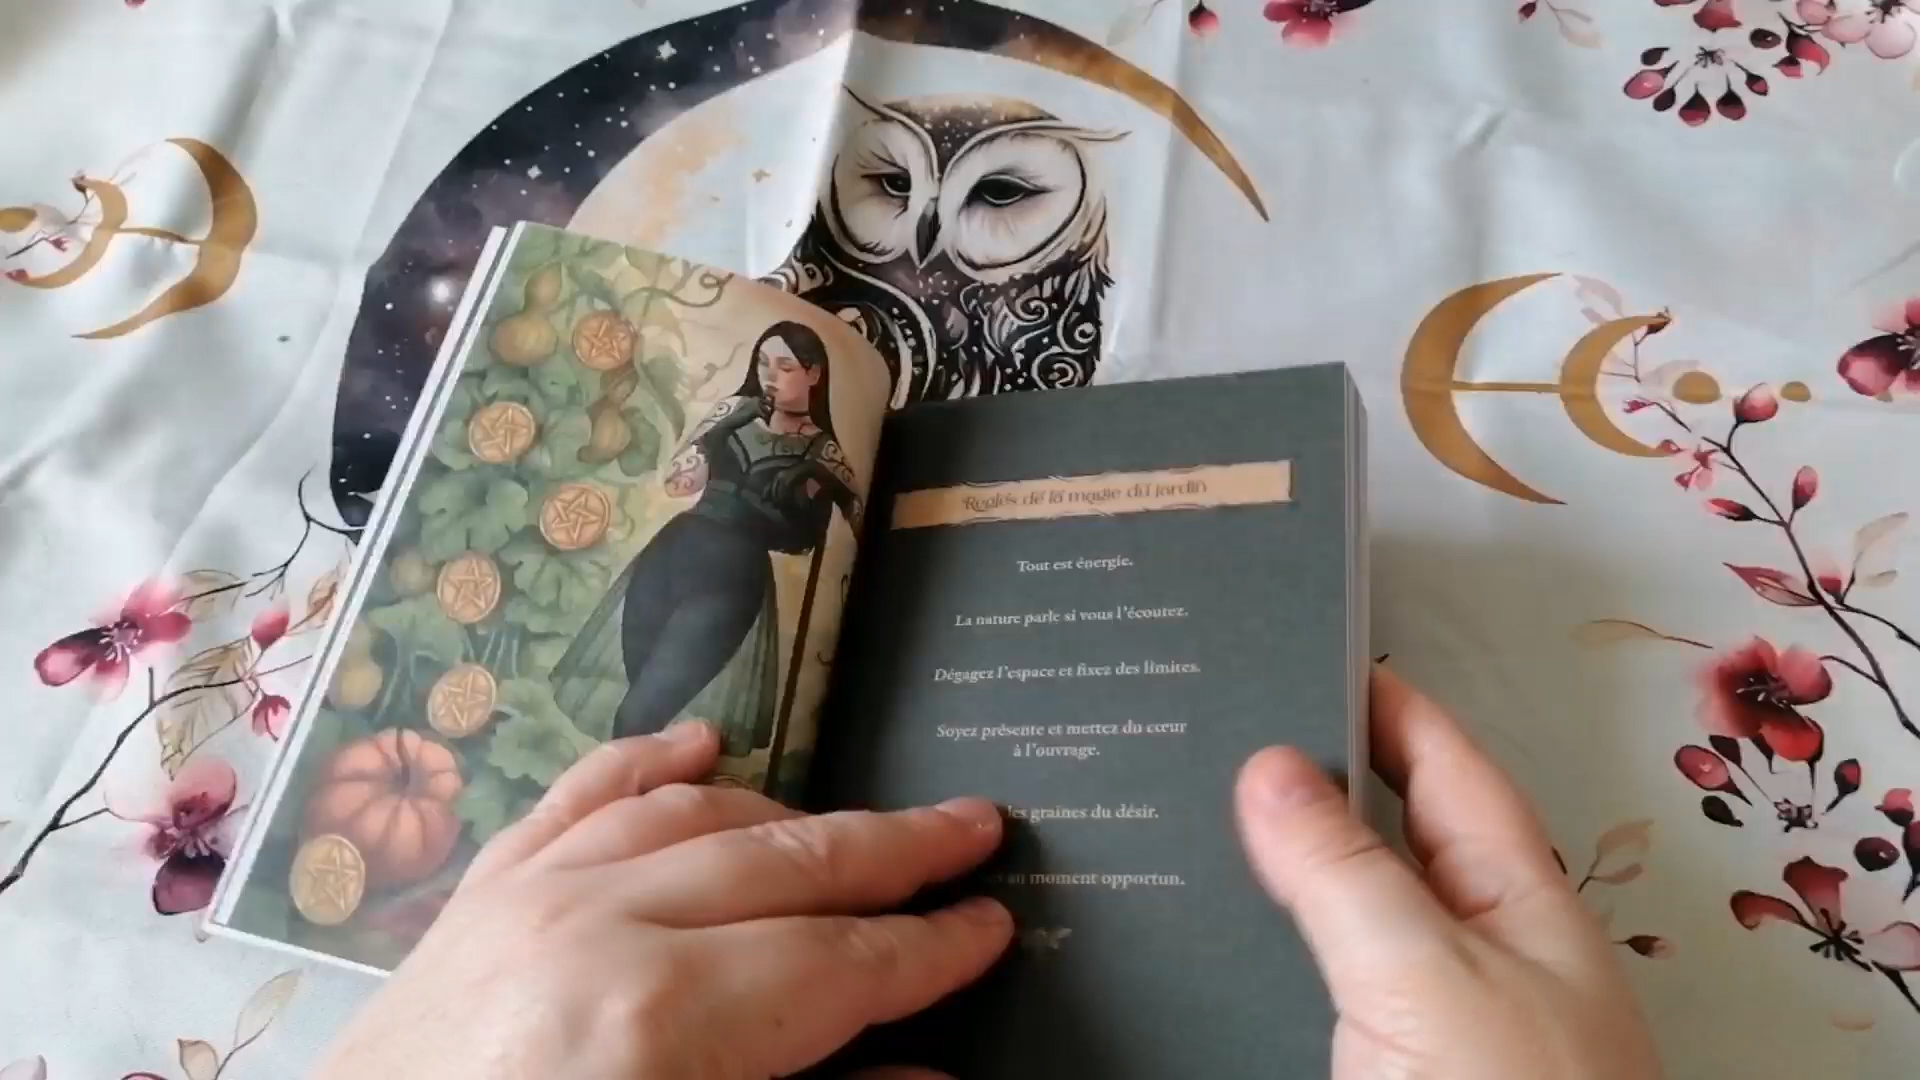 Règles de la magie du jardin
Tout est énergie.
La nature parle si vous l'écoutez.
Dégagez l'espace et fixez des limites.
Soyez présente et mettez du cœur
à l'ouvrage.
les graines du désir.
au moment opportun.